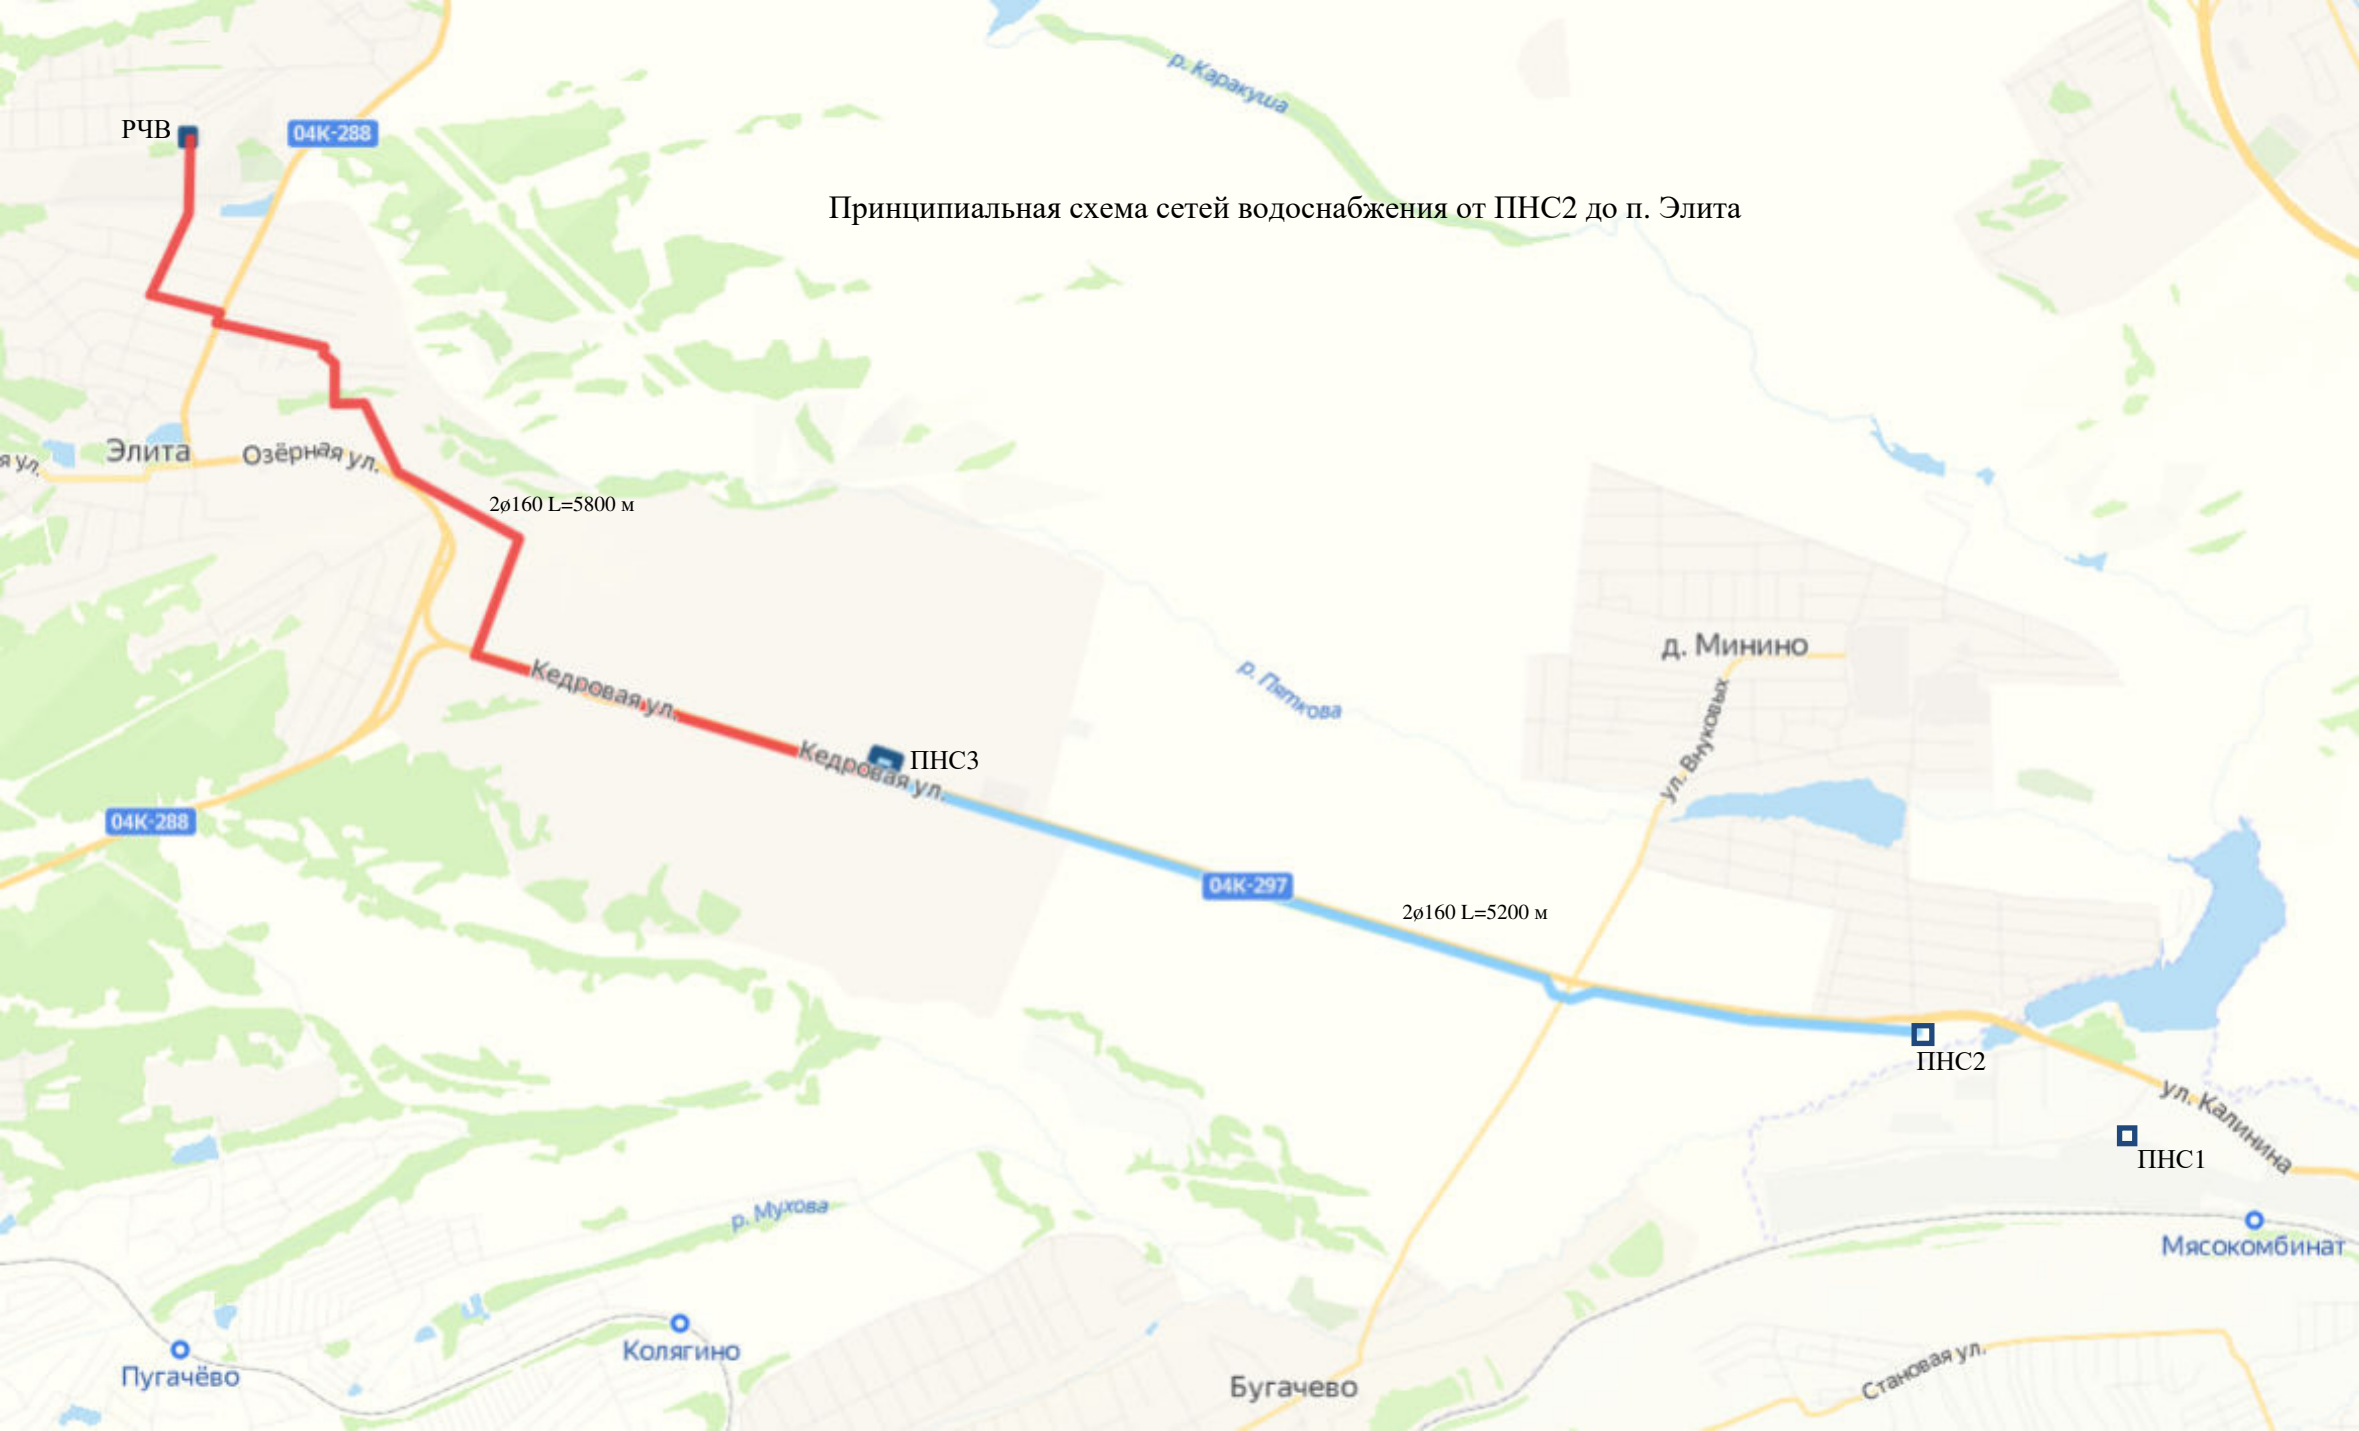 р. Каракуша
РЧВ
04К-288
Принципиальная схема сетей водоснабжения от ПНС2 до п. Элита
Элита
Озёрная ул.
я ул.
2ø160 L=5800 м
д. Минино
Кедровая ул.
р. Пяткова
ул. Внуковых
Кедровая ул.
ПНС3
04К-288
04К-297
2ø160 L=5200 м
ПНС2
ул. Калинина
ПНС1
р. Мухова
Мясокомбинат
Колягино
Пугачёво
Бугачево
Становая ул.